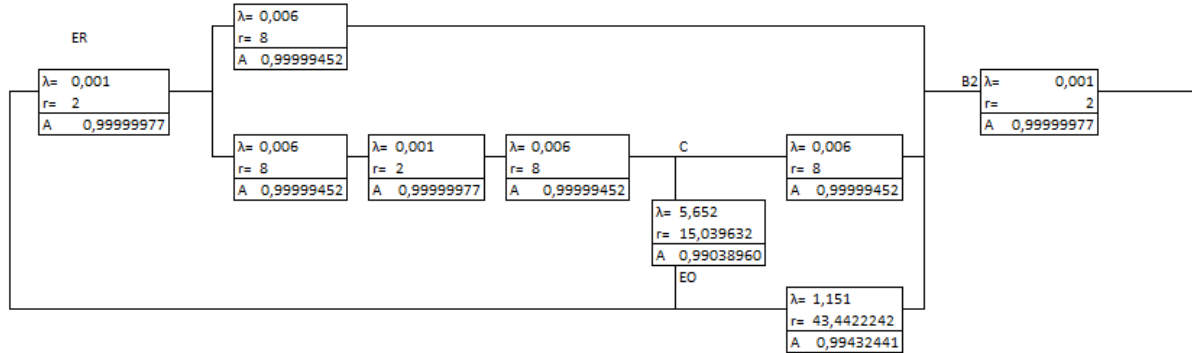 λ= 0,006
r= 8
A 0,99999452
ER
λ= 0,001
r= 2
A 0,99999977
B2
λ= 0,001
r= 2
A 0,99999977
λ= 0,006
r= 8
A 0,99999452
λ= 0,001
r= 2
A 0,99999977
λ= 0,006
r= 8
A 0,99999452
C
λ= 0,006
r= 8
A 0,99999452
λ= 5,652
r= 15,039632
A 0,99038960
EO
λ= 1,151
r= 43,4422242
A 0,99432441